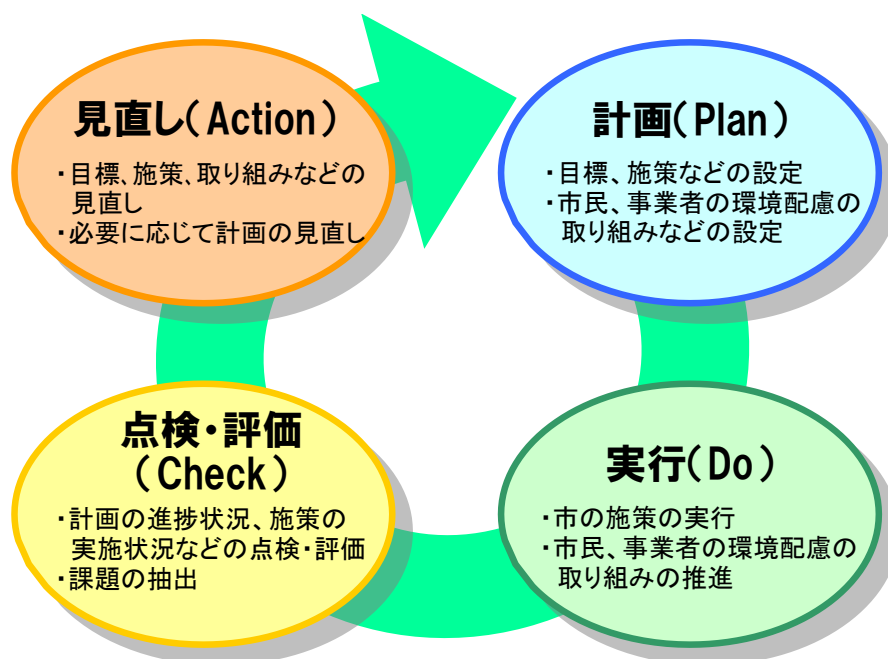 見直し(Action)
・目標、施策、取り組みなどの
見直し
・必要に応じて計画の見直し
計画(Plan)
・目標、施策などの設定
・市民、事業者の環境配慮の
取り組みなどの設定
点検・評価
(Check)
・計画の進捗状況、施策の
実施状況などの点検・評価
・課題の抽出
実行(Do)
・市の施策の実行
・市民、事業者の環境配慮の
取り組みの推進